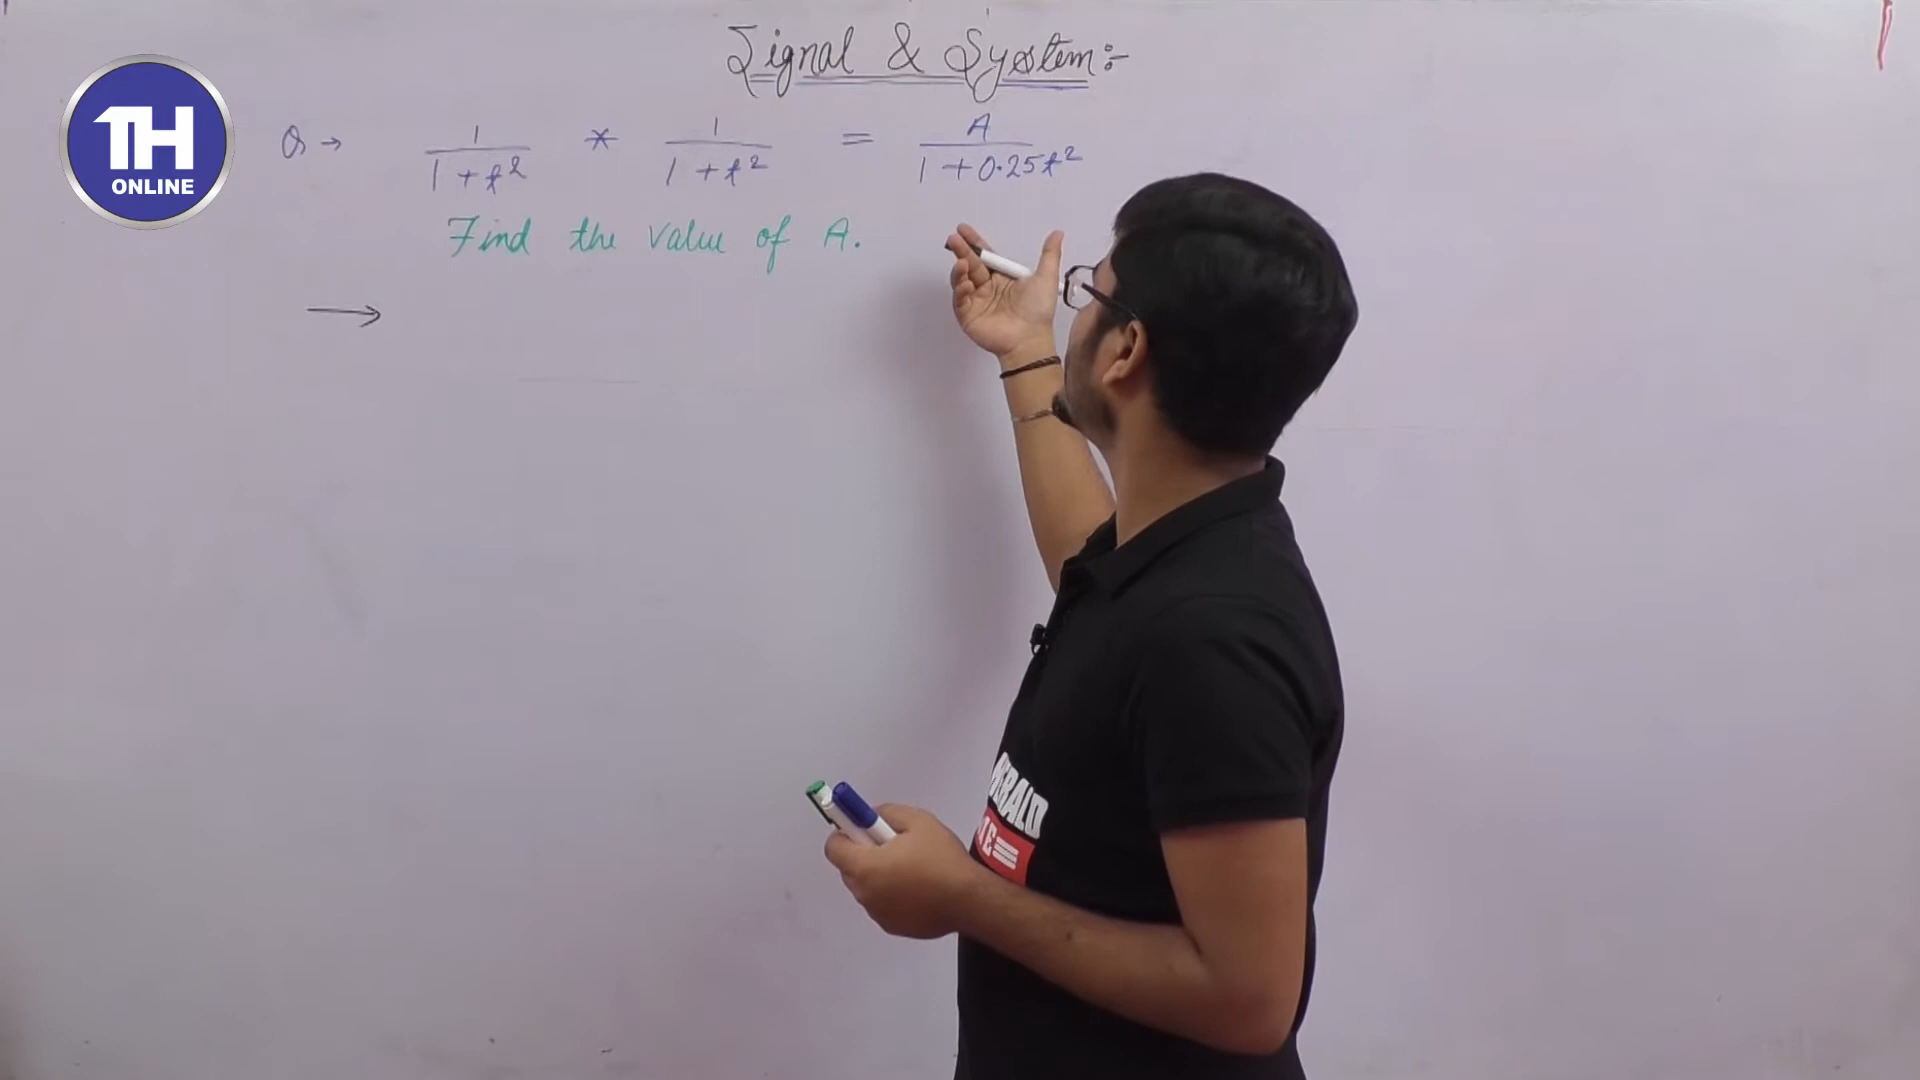 Signal & System:-
TH
ONLINE
Q → 1/(1+t²) * 1/(1+t²) = A/(1+0.25t²)
Find the value of A.
→